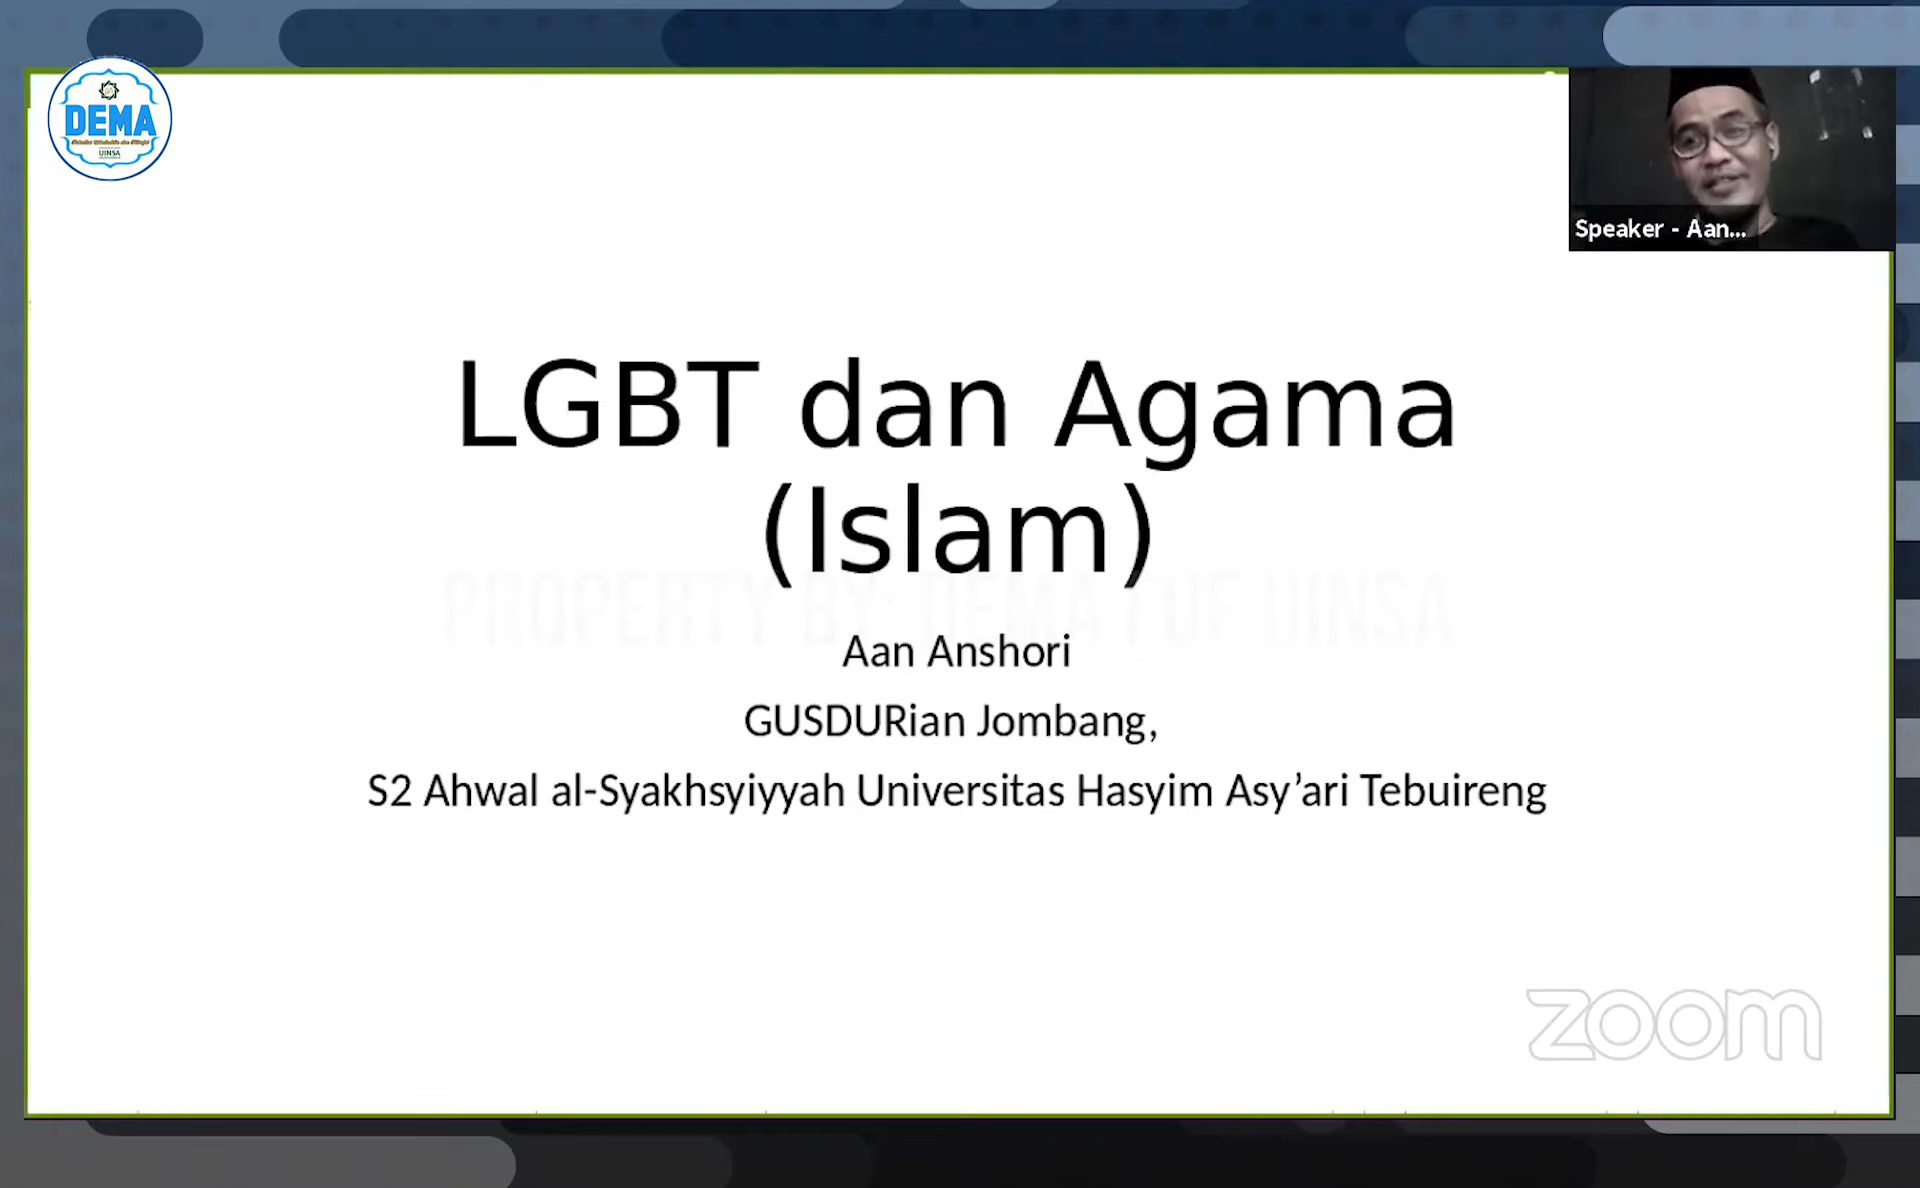 DEMA
UINSA
Speaker - Aan...
LGBT dan Agama
(Islam)
PROPERTY BY: DEMA FUF UINSA
Aan Anshori
GUSDURian Jombang,
S2 Ahwal al-Syakhsyiyyah Universitas Hasyim Asy’ari Tebuireng
zoom